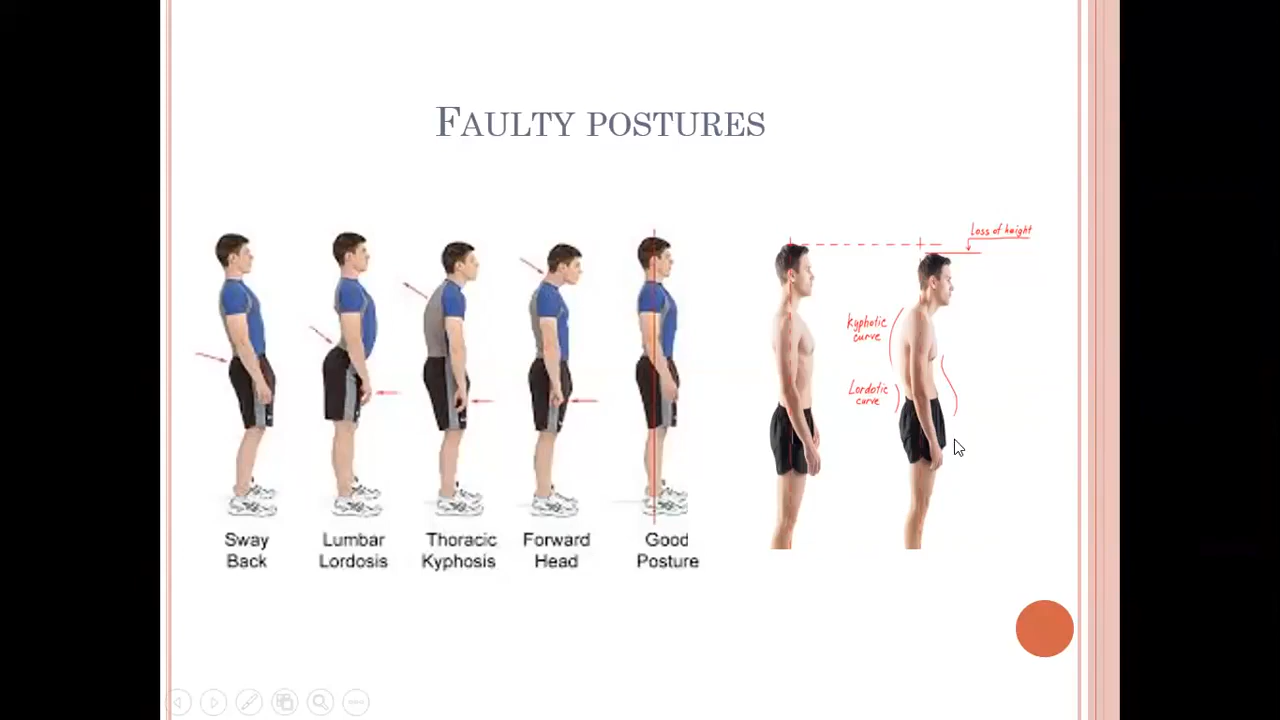 FAULTY POSTURES
Loss of height
Kyphotic
curve
Lordotic
curve
Sway
Back
Lumbar
Lordosis
Thoracic
Kyphosis
Forward
Head
Good
Posture